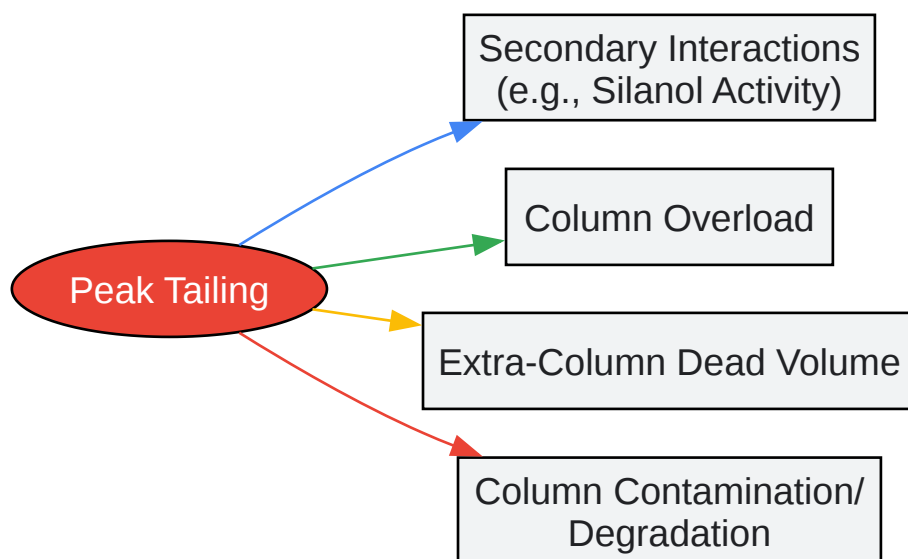 Secondary Interactions
(e.g., Silanol Activity)
Column Overload
Peak Tailing
Extra-Column Dead Volume
Column Contamination/
Degradation